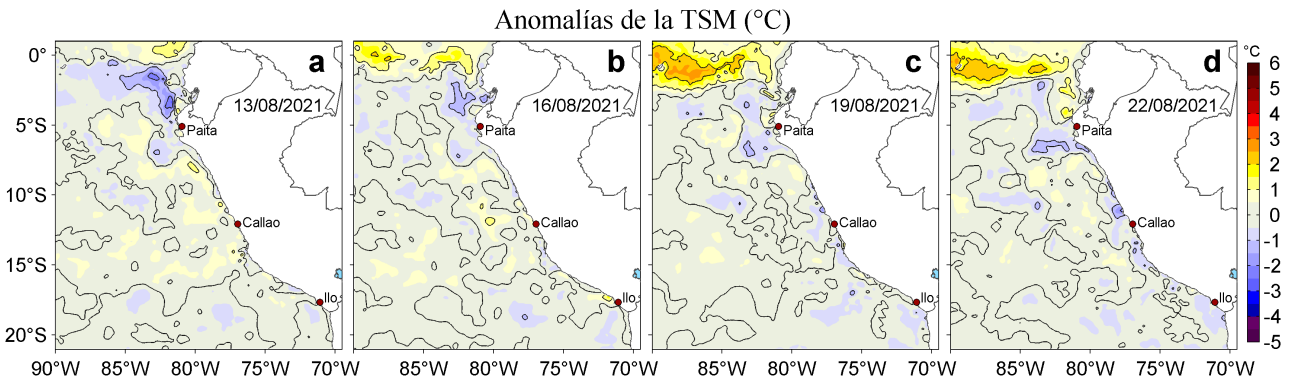 Anomalías de la TSM (°C)
a
b
c
d
13/08/2021
16/08/2021
19/08/2021
22/08/2021
0°
5°S
10°S
15°S
20°S
Paita
Callao
Ilo
Paita
Callao
Ilo
Paita
Callao
Ilo
Paita
Callao
Ilo
90°W 85°W 80°W 75°W 70°W
85°W 80°W 75°W 70°W
85°W 80°W 75°W 70°W
85°W 80°W 75°W 70°W
°C
6
5
4
3
2
1
0
-1
-2
-3
-4
-5